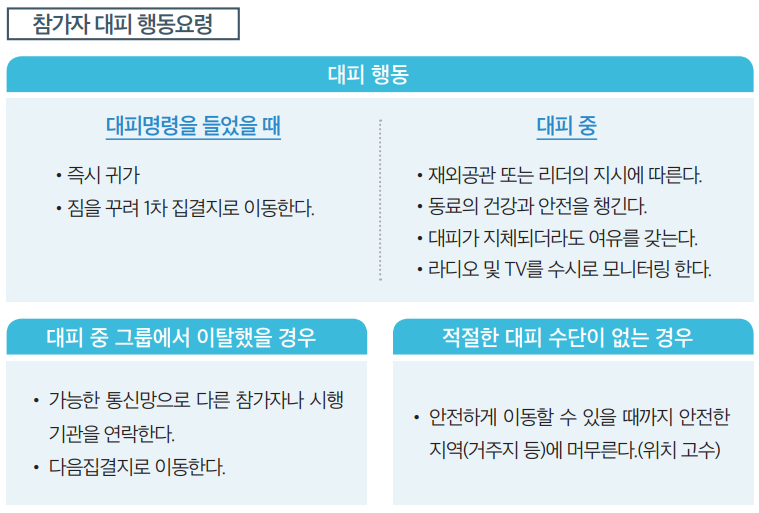 참가자 대피 행동요령
대피 행동
대피명령을 들었을 때
• 즉시 귀가
• 짐을 꾸려 1차 집결지로 이동한다.
대피 중
• 재외공관 또는 리더의 지시에 따른다.
• 동료의 건강과 안전을 챙긴다.
• 대피가 지체되더라도 여유를 갖는다.
• 라디오 및 TV를 수시로 모니터링 한다.
대피 중 그룹에서 이탈했을 경우
• 가능한 통신망으로 다른 참가자나 시행
기관을 연락한다.
• 다음집결지로 이동한다.
적절한 대피 수단이 없는 경우
• 안전하게 이동할 수 있을 때까지 안전한
지역(거주지 등)에 머무른다.(위치 고수)